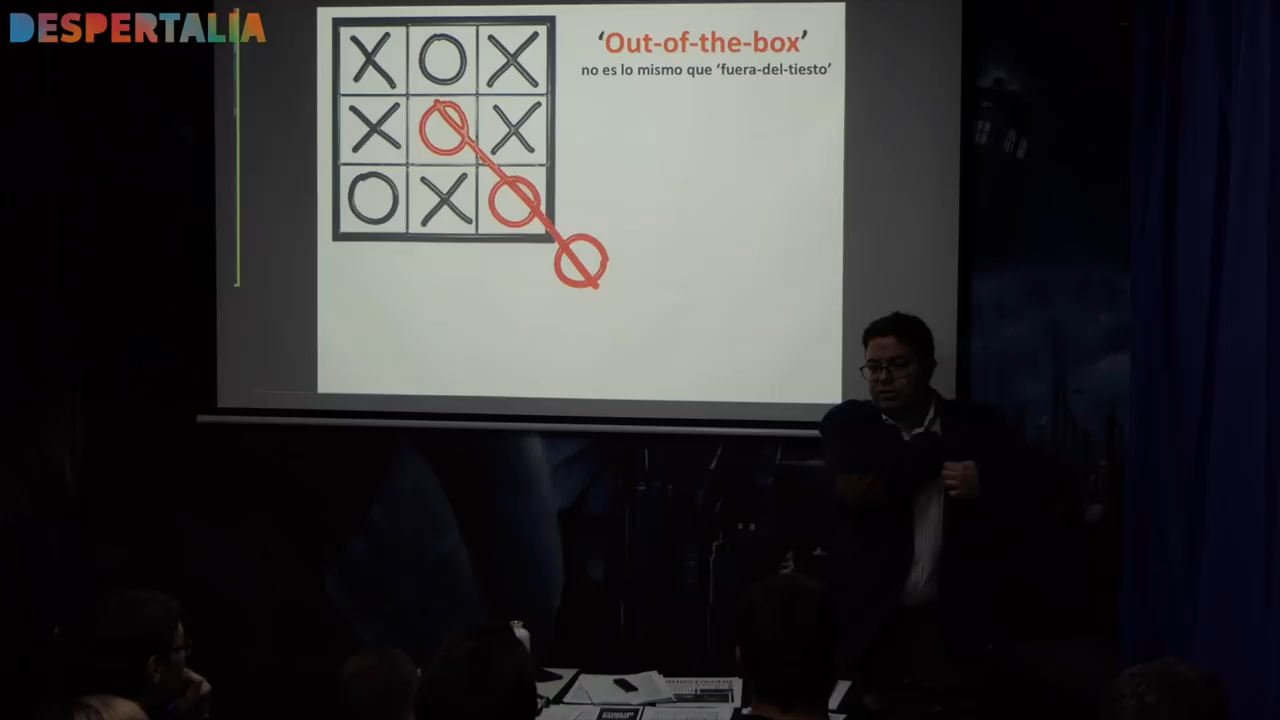 DESPERTALIA
'Out-of-the-box'
no es lo mismo que 'fuera-del-tiesto'
X O X
X O X
O X O
O